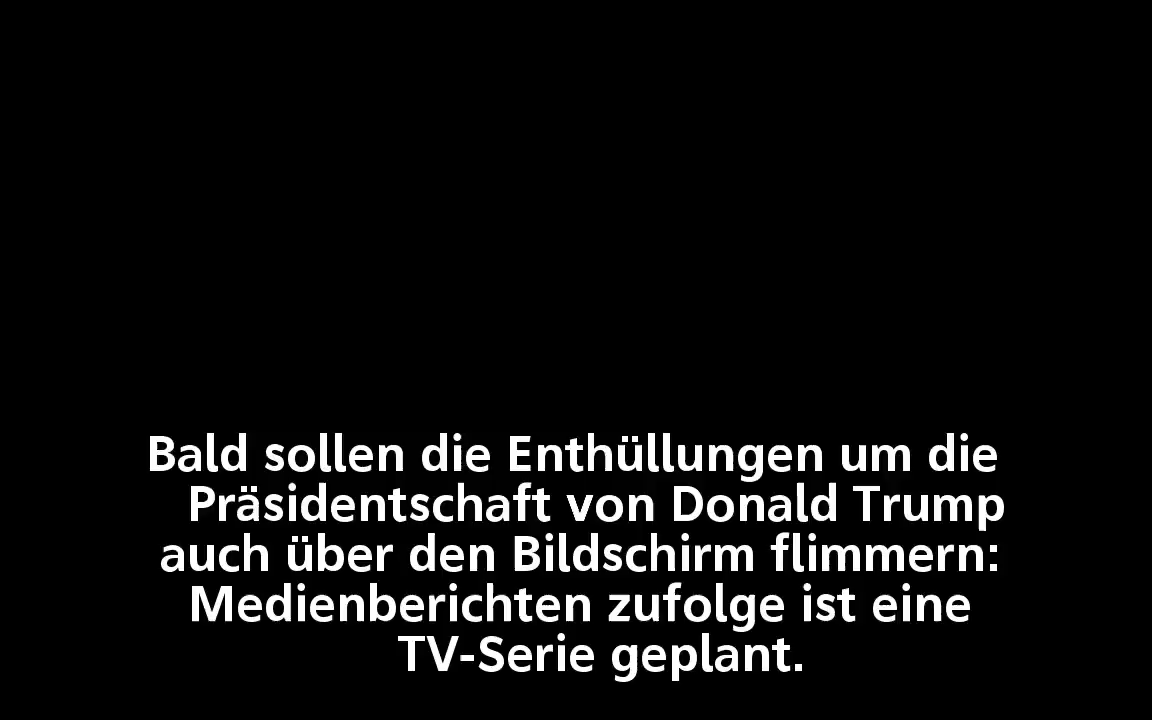 Bald sollen die Enthüllungen um die
Präsidentschaft von Donald Trump
auch über den Bildschirm flimmern:
Medienberichten zufolge ist eine
TV-Serie geplant.